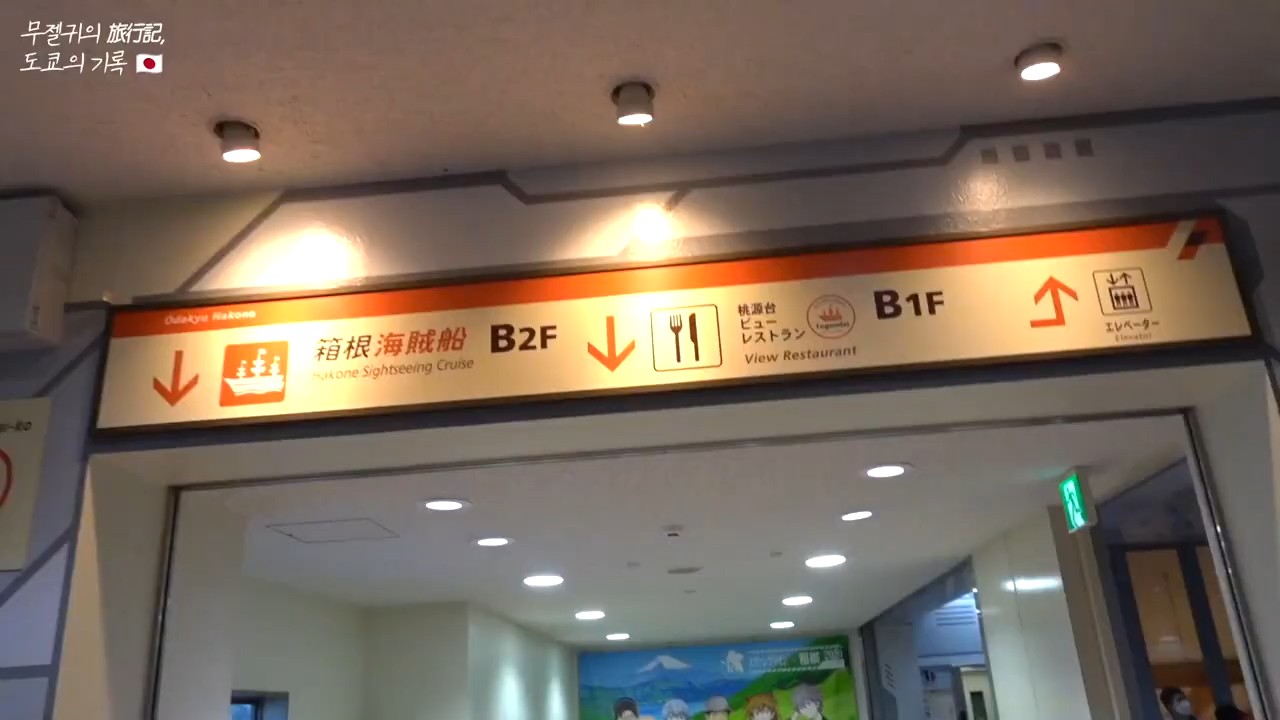 무젤귀의 旅行記,
도쿄의 기록
Odakyu Hakone
箱根海賊船
Hakone Sightseeing Cruise
B2F
桃源台
ビュー
レストラン
View Restaurant
Togendai
B1F
エレベーター
Elevator